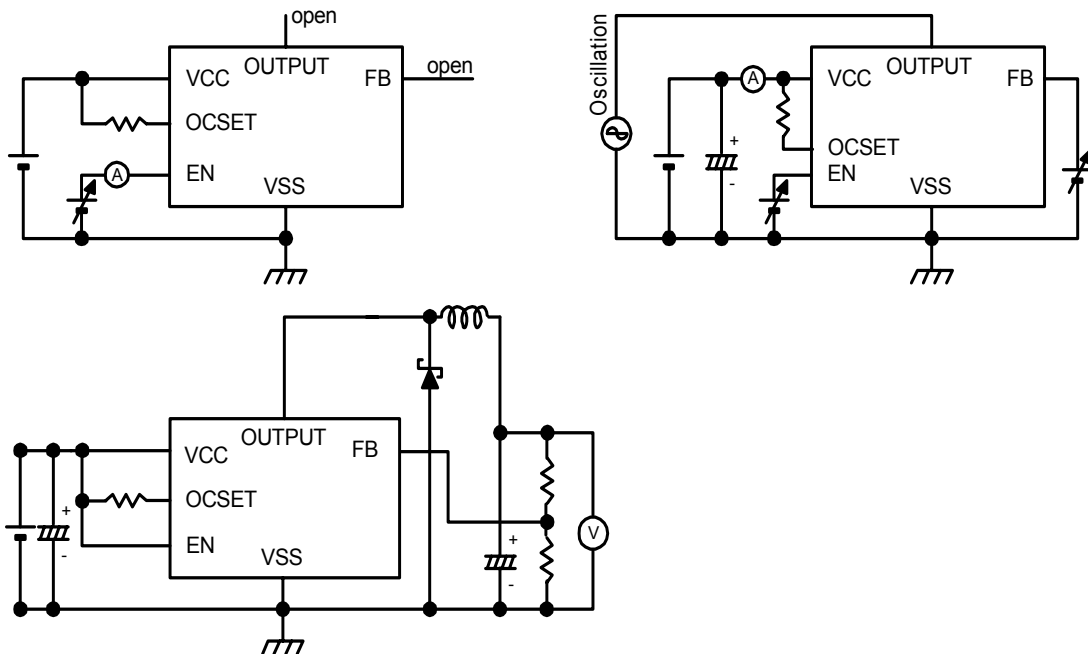 open
VCC
OUTPUT
FB
open
OCSET
EN
A
VSS
Oscillation
A
+
-
VCC
OUTPUT
FB
OCSET
EN
VSS
+
-
VCC
OUTPUT
FB
OCSET
EN
VSS
+
-
V